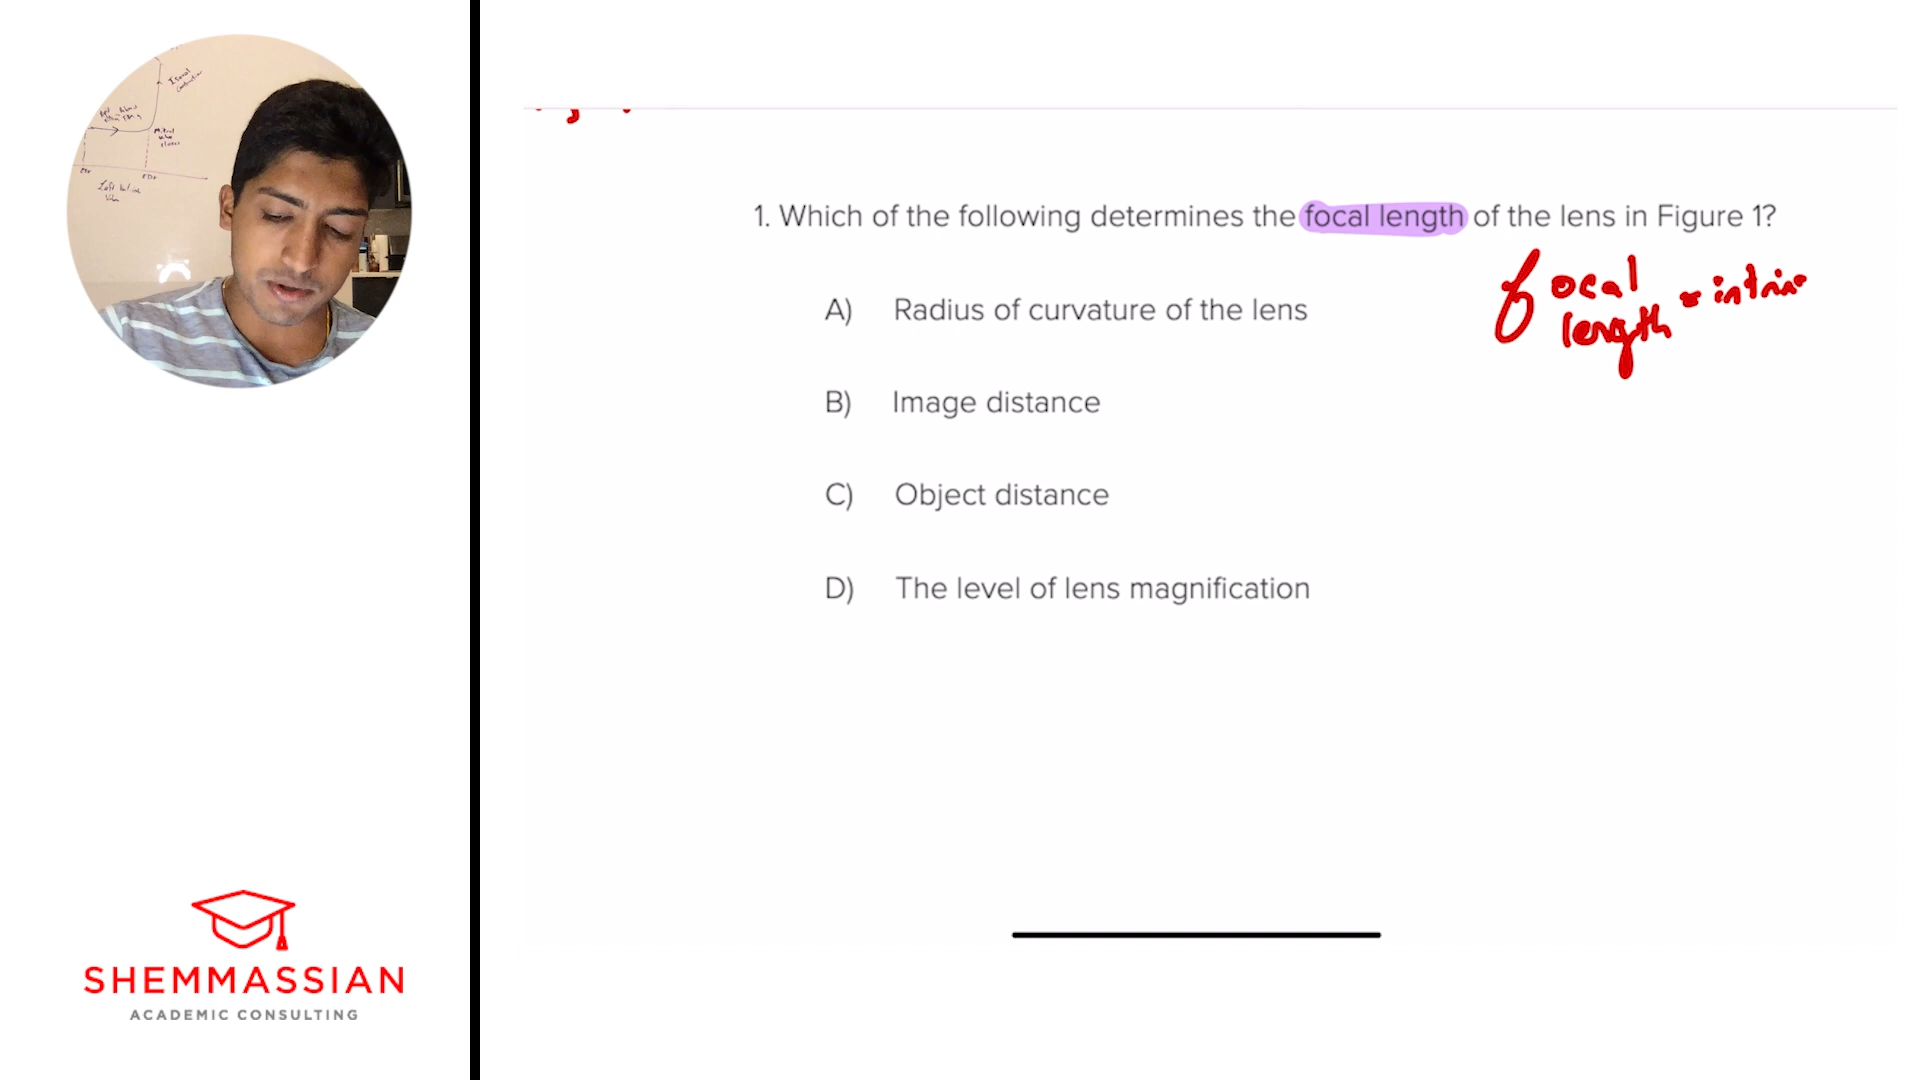 1. Which of the following determines the focal length of the lens in Figure 1?
focal length - intrins
A) Radius of curvature of the lens
B) Image distance
C) Object distance
D) The level of lens magnification
SHEMMASSIAN
ACADEMIC CONSULTING